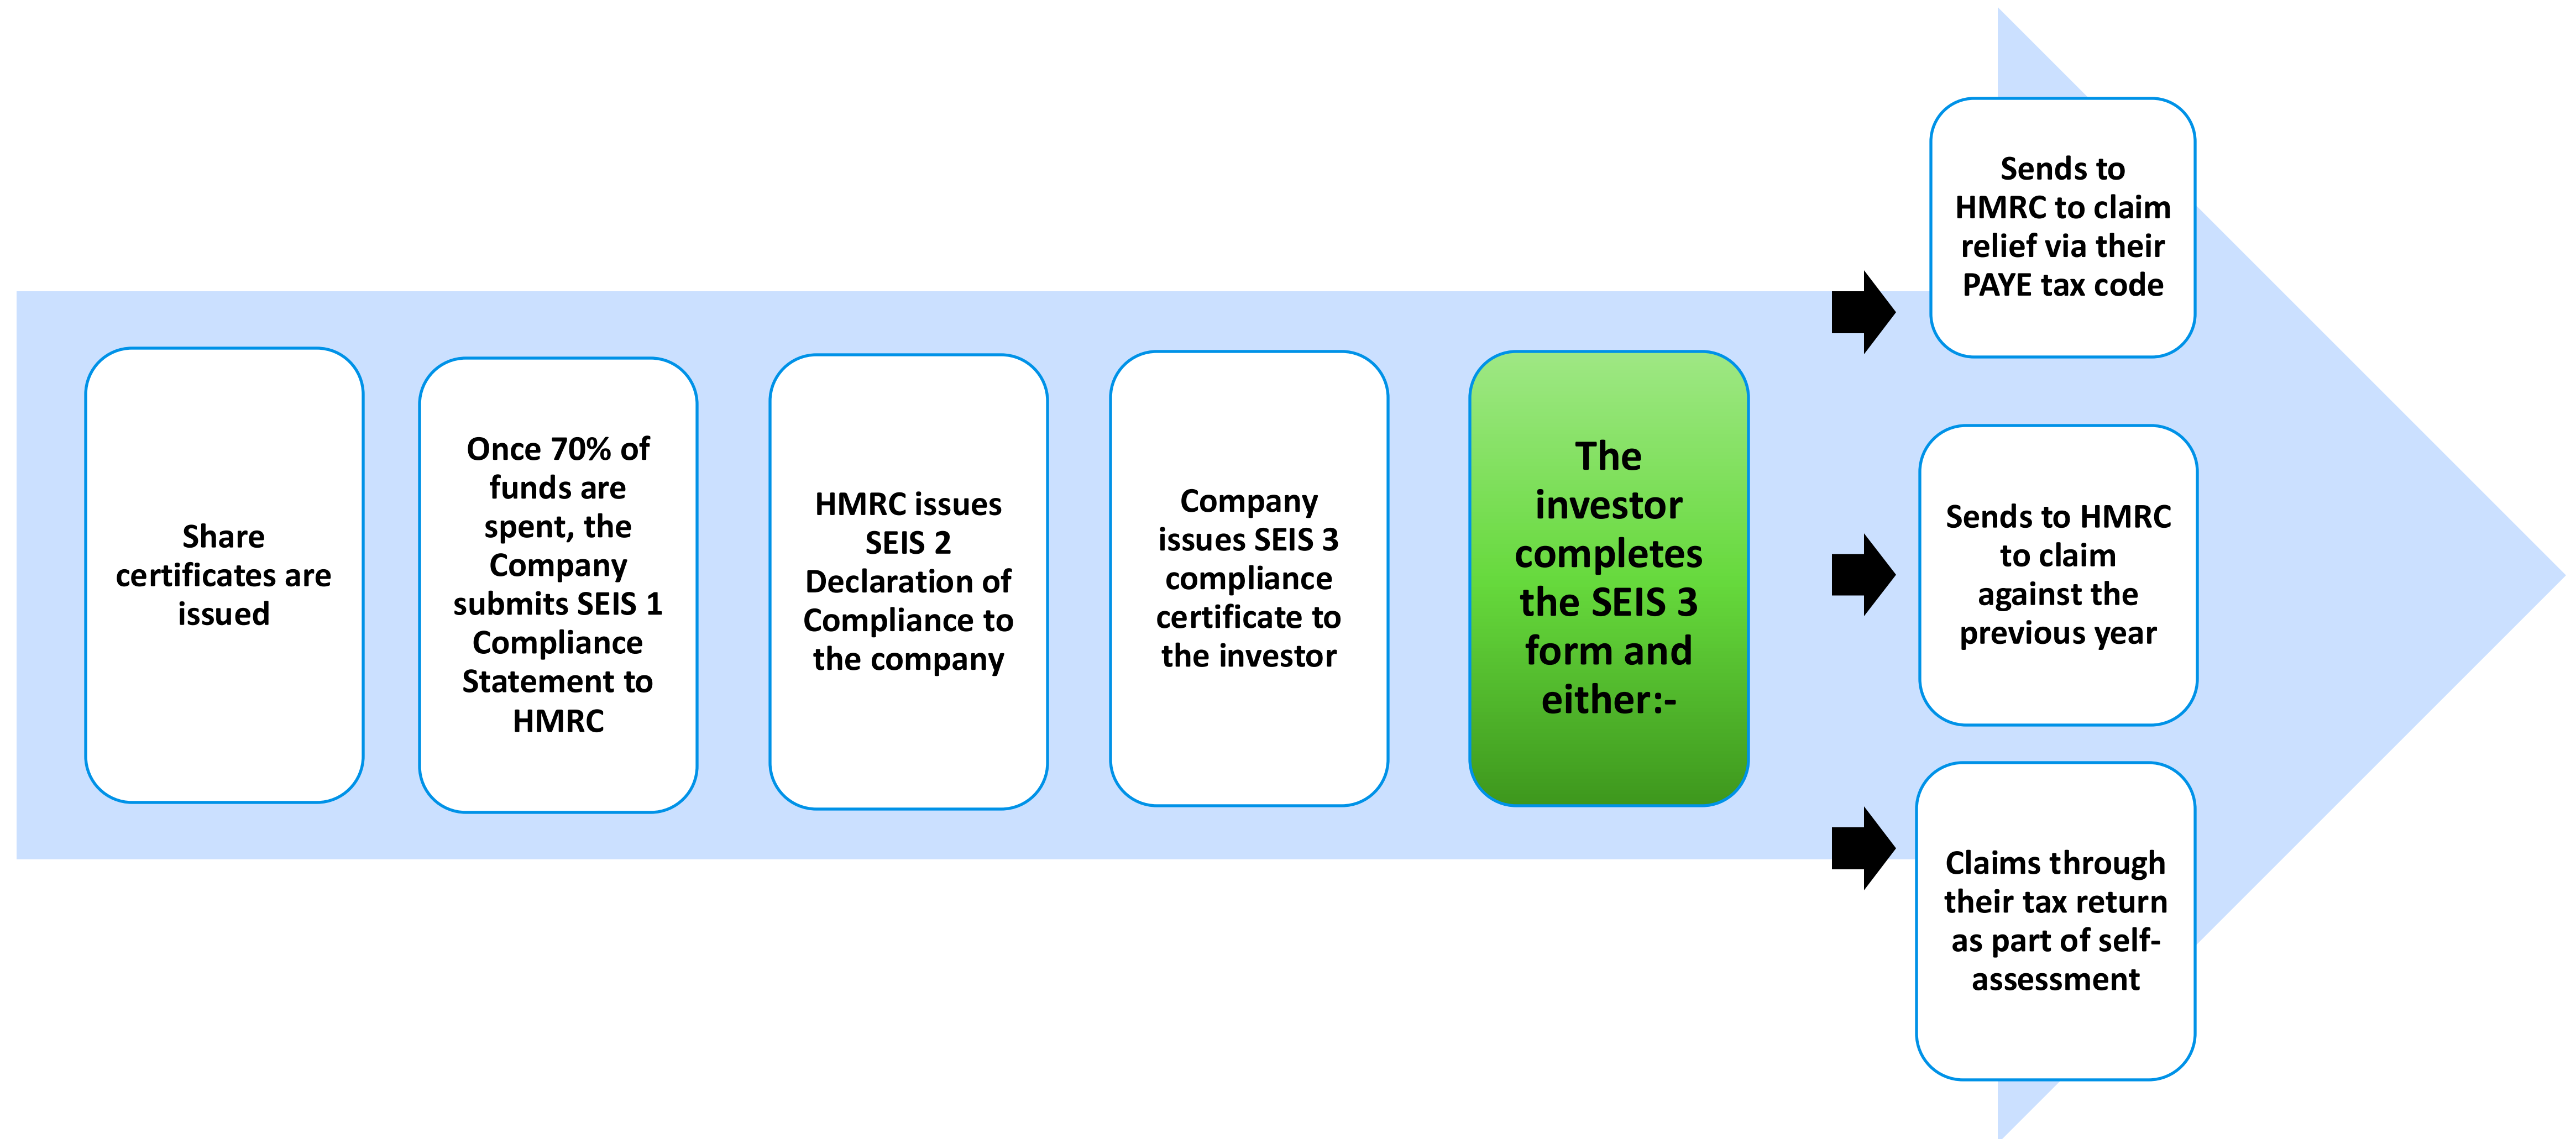 Share
certificates are
issued
Once 70% of
funds are
spent, the
Company
submits SEIS 1
Compliance
Statement to
HMRC
HMRC issues
SEIS 2
Declaration of
Compliance to
the company
Company
issues SEIS 3
compliance
certificate to
the investor
The
investor
completes
the SEIS 3
form and
either:-
Sends to
HMRC to claim
relief via their
PAYE tax code
Sends to HMRC
to claim
against the
previous year
Claims through
their tax return
as part of self-
assessment